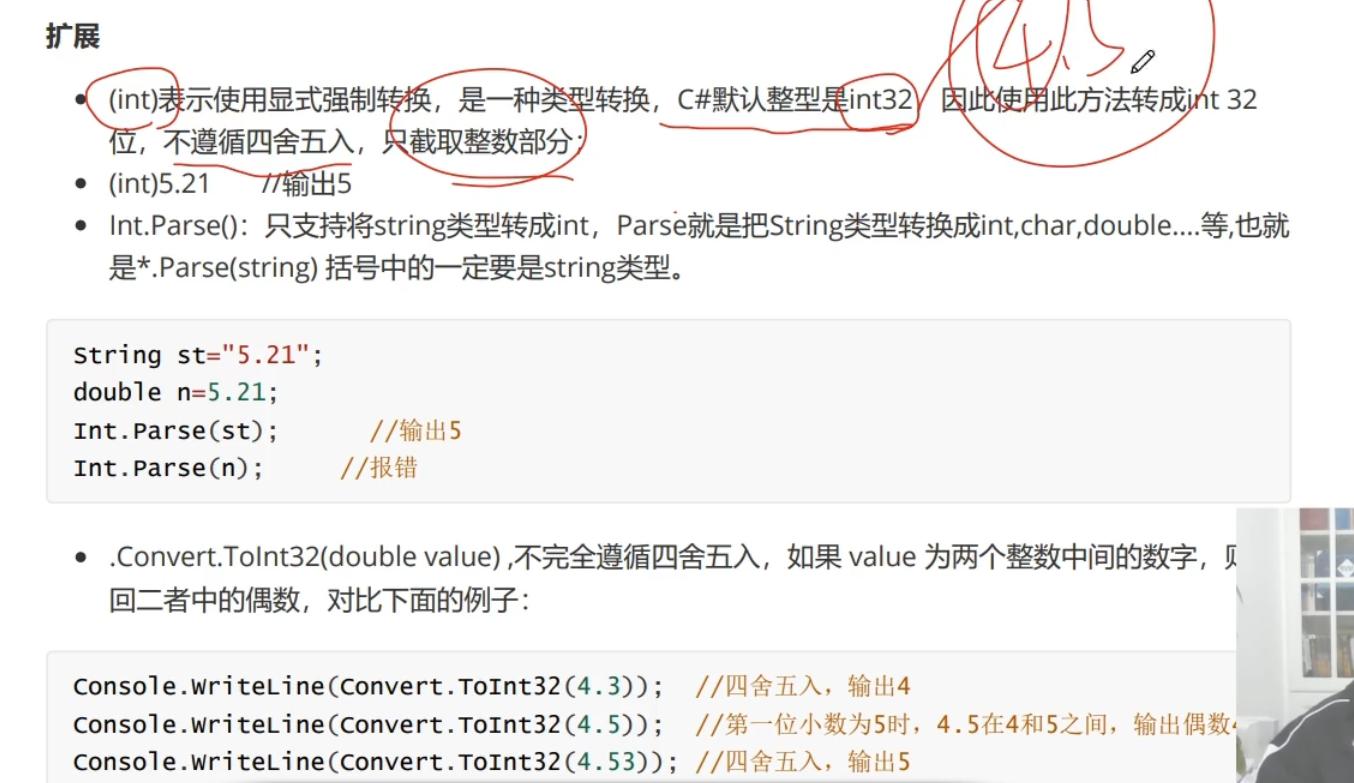 扩展
4.5
(int)表示使用显式强制转换，是一种类型转换，C#默认整型是int32 因此使用此方法转成int 32
位，不遵循四舍五入，只截取整数部分；
(int)5.21 //输出5
Int.Parse()：只支持将string类型转成int，Parse就是把String类型转换成int,char,double....等,也就
是*.Parse(string) 括号中的一定要是string类型。
String st="5.21";
double n=5.21;
Int.Parse(st); //输出5
Int.Parse(n); //报错
.Convert.ToInt32(double value) ,不完全遵循四舍五入，如果 value 为两个整数中间的数字，
回二者中的偶数，对比下面的例子：
Console.WriteLine(Convert.ToInt32(4.3)); //四舍五入，输出4
Console.WriteLine(Convert.ToInt32(4.5)); //第一位小数为5时，4.5在4和5之间，输出偶数
Console.WriteLine(Convert.ToInt32(4.53)); //四舍五入，输出5